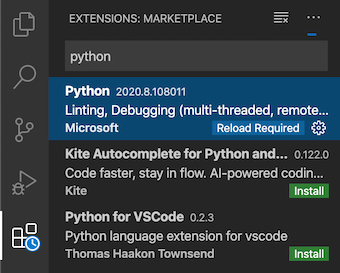 EXTENSIONS: MARKETPLACE
python
Python 2020.8.108011
Linting, Debugging (multi-threaded, remote...
Microsoft Reload Required
Kite Autocomplete for Python and... 0.122.0
Code faster, stay in flow. AI-powered codin...
Kite Install
Python for VSCode 0.2.3
Python language extension for vscode
Thomas Haakon Townsend Install